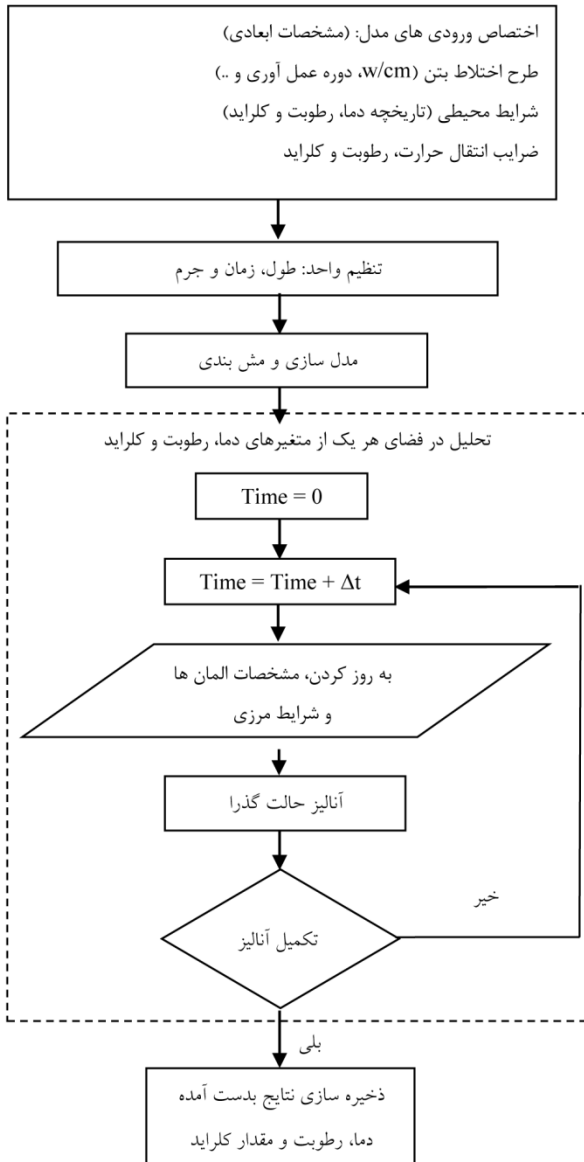 اختصاص ورودی های مدل: (مشخصات ابعادی)
طرح اختلاط بتن (w/cm، دوره عمل آوری و ..)
شرایط محیطی (تاریخچه دما، رطوبت و کلراید)
ضرایب انتقال حرارت، رطوبت و کلراید
تنظیم واحد: طول، زمان و جرم
مدل سازی و مش بندی
تحلیل در فضای هر یک از متغیرهای دما، رطوبت و کلراید
Time = 0
Time = Time + Δt
به روز کردن، مشخصات المان ها
و شرایط مرزی
آنالیز حالت گذرا
تکمیل آنالیز
خیر
بلی
ذخیره سازی نتایج بدست آمده
دما، رطوبت و مقدار کلراید